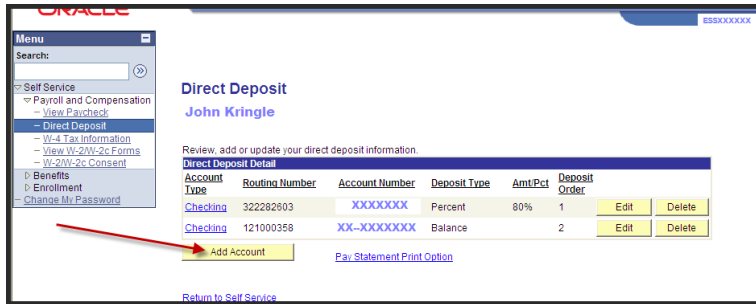 ORACLE
ESSXXXXXX
Menu
Search:
Self Service
Payroll and Compensation
– View Paycheck
– Direct Deposit
– W-4 Tax Information
– View W-2/W-2c Forms
– W-2/W-2c Consent
Benefits
Enrollment
– Change My Password
Direct Deposit
John Kringle
Review, add or update your direct deposit information.
Direct Deposit Detail
Account Type Routing Number Account Number Deposit Type Amt/Pct Deposit Order
Checking 322282603 XXXXXXX Percent 80% 1 Edit Delete
Checking 121000358 XX--XXXXXXX Balance 2 Edit Delete
Add Account
Pay Statement Print Option
Return to Self Service